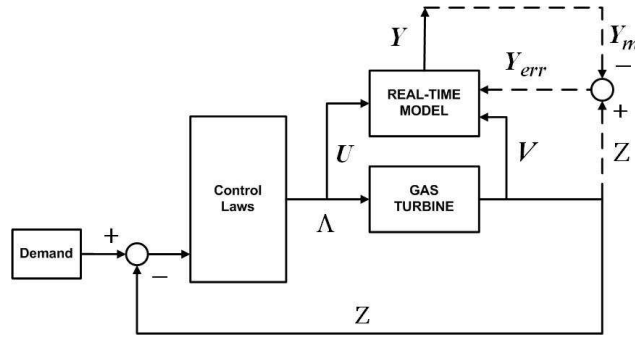 Y
Y_m
−
Y_err
REAL-TIME
MODEL
+
Z
U
V
Control
Laws
GAS
TURBINE
Λ
Demand
+
−
Z